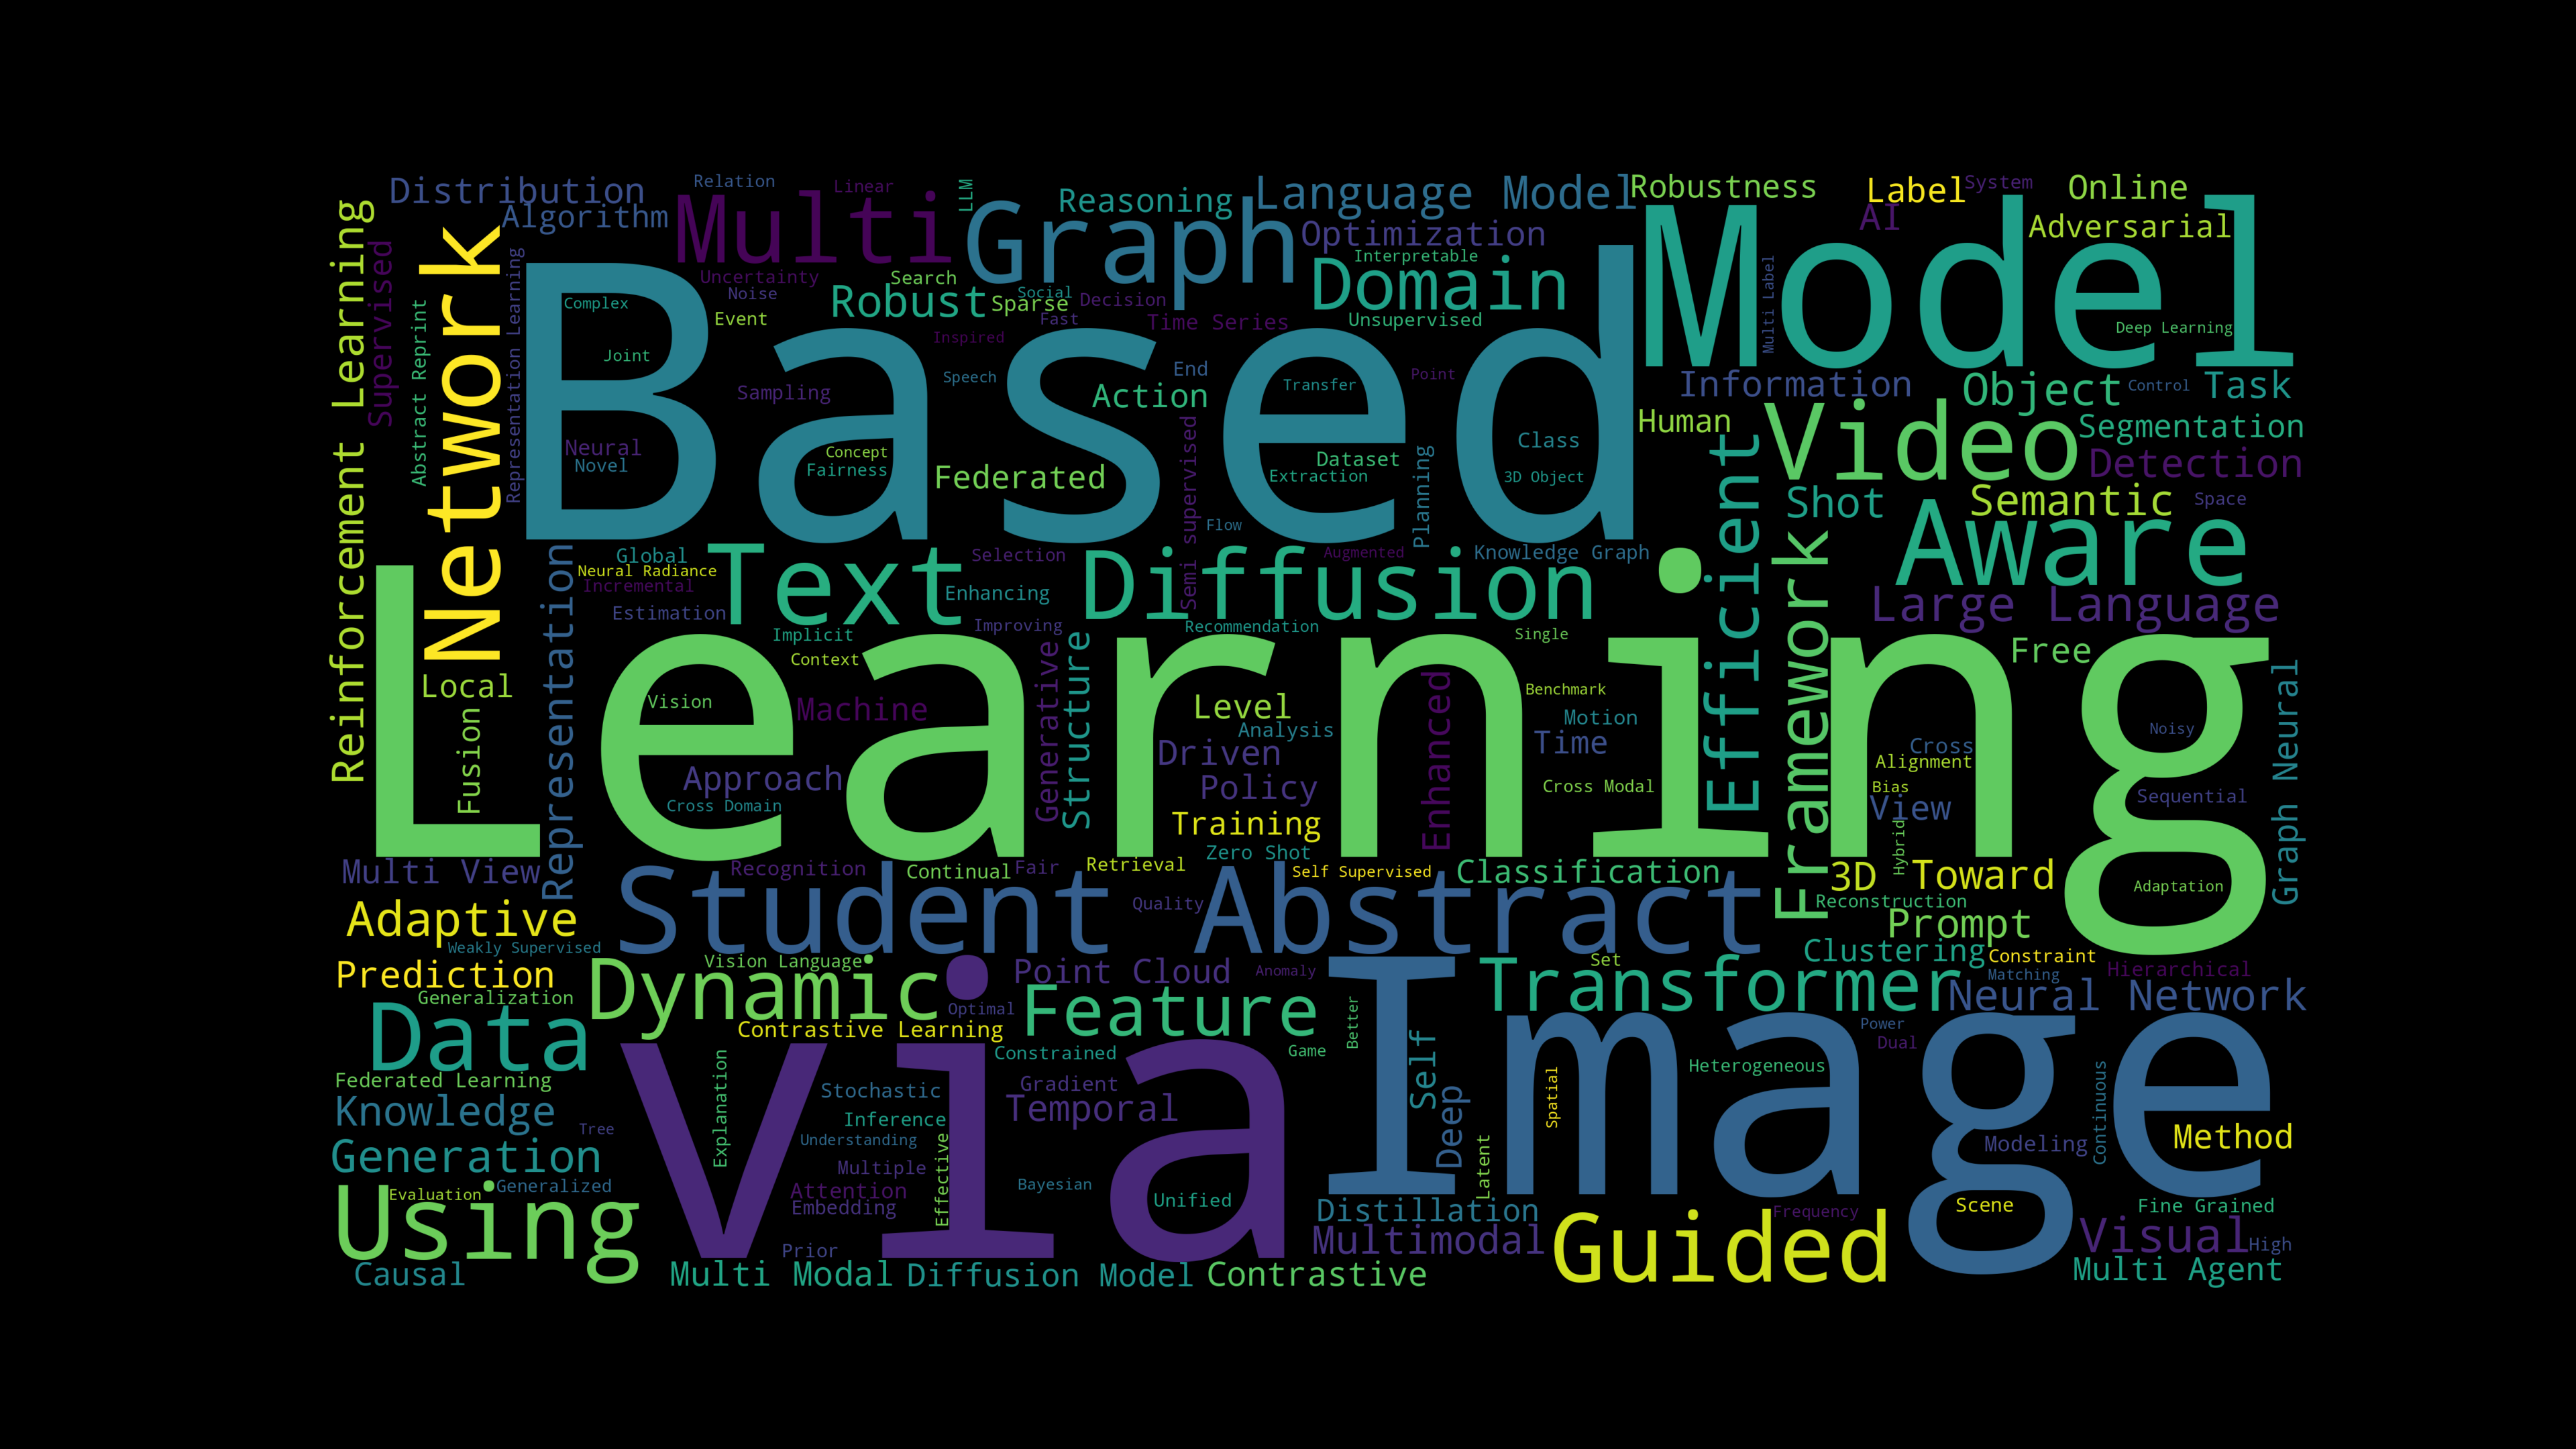 Distribution
Relation
Linear
LLM
Reasoning
Language Model
Robustness
Label
System
Online
Algorithm
Multi
Graph
Optimization
AI
Adversarial
Model
Reinforcement Learning
Supervised
Abstract Reprint
Network
Representation Learning
Uncertainty
Noise
Search
Social
Interpretable
Domain
Multi Label
Complex
Event
Robust
Sparse
Decision
Fast
Time Series
Unsupervised
Deep Learning
Based
Joint
Inspired
Sampling
Speech
End
Action
Transfer
Point
Information
Object
Control
Task
Human
Video
Segmentation
Neural
Novel
Concept
Fairness
Federated
Semi supervised
Dataset
Extraction
Planning
Class
3D Object
Efficient
Shot
Semantic
Detection
Space
Flow
Aware
Global
Neural Radiance
Incremental
Estimation
Text
Selection
Enhancing
Diffusion
Augmented
Knowledge Graph
Framework
Large Language
Representation
Implicit
Improving
Recommendation
Single
Context
Free
Learning
Local
Fusion
Vision
Machine
Generative
Structure
Level
Analysis
Enhanced
Benchmark
Motion
Graph Neural
Noisy
Approach
Driven
Time
Cross
Alignment
Cross Domain
Policy
Cross Modal
Bias
View
Sequential
Training
Hybrid
Zero Shot
Multi View
Recognition
Continual
Fair
Retrieval
Self Supervised
Classification
3D
Toward
Adaptation
Adaptive
Student Abstract
Quality
Reconstruction
Prompt
Weakly Supervised
Vision Language
Clustering
Constraint
Prediction
Point Cloud
Anomaly
Set
Matching
Hierarchical
Generalization
Dynamic
Optimal
Feature
Transformer
Neural Network
Data
Contrastive Learning
Better
Power
Constrained
Game
Self
Dual
Federated Learning
Explanation
Stochastic
Gradient
Heterogeneous
Knowledge
Inference
Temporal
Deep
Spatial
Image
Continuous
Tree
Understanding
Modeling
Method
Generation
Via
Multiple
Effective
Latent
Evaluation
Generalized
Attention
Embedding
Bayesian
Unified
Using
Distillation
Frequency
Scene
Fine Grained
Prior
Multimodal
Guided
Visual
High
Causal
Multi Modal
Diffusion Model
Contrastive
Multi Agent